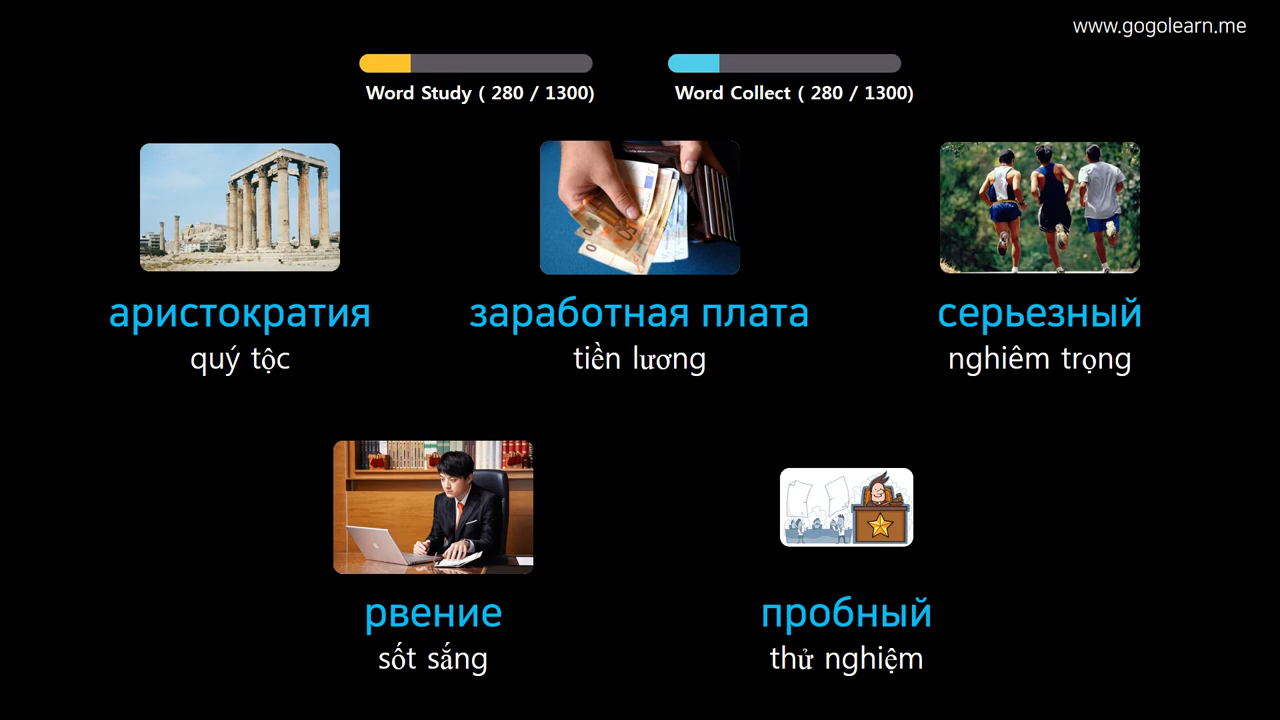 www.gogolearn.me
Word Study ( 280 / 1300)
Word Collect ( 280 / 1300)
аристократия
quý tộc
заработная плата
tiền lương
серьезный
nghiêm trọng
рвение
sốt sắng
пробный
thử nghiệm